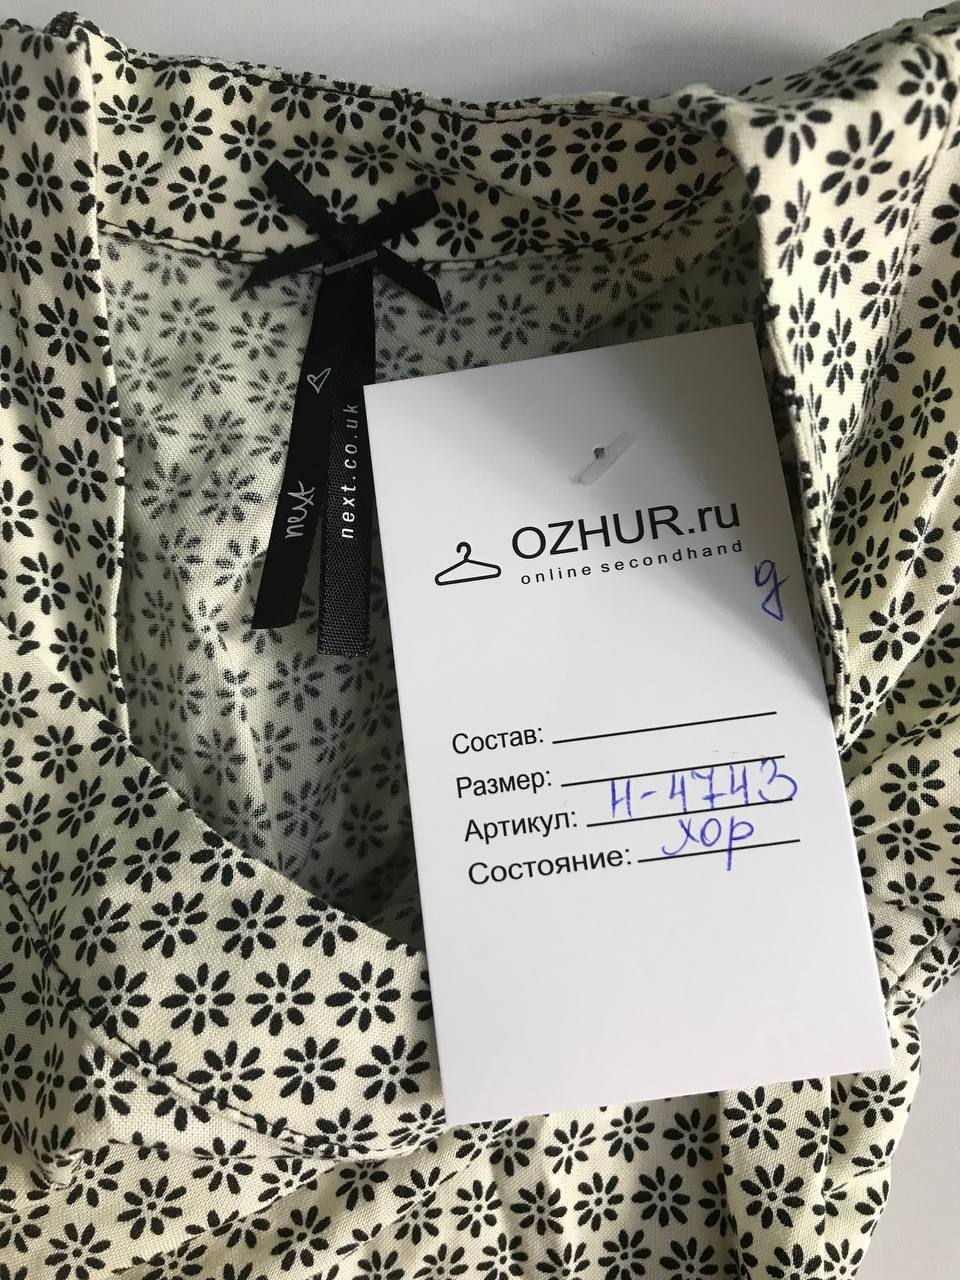 next
next.co.uk
OZHUR.ru
online secondhand
g
Состав:
Размер:
Артикул: Н-4743
Состояние: хор